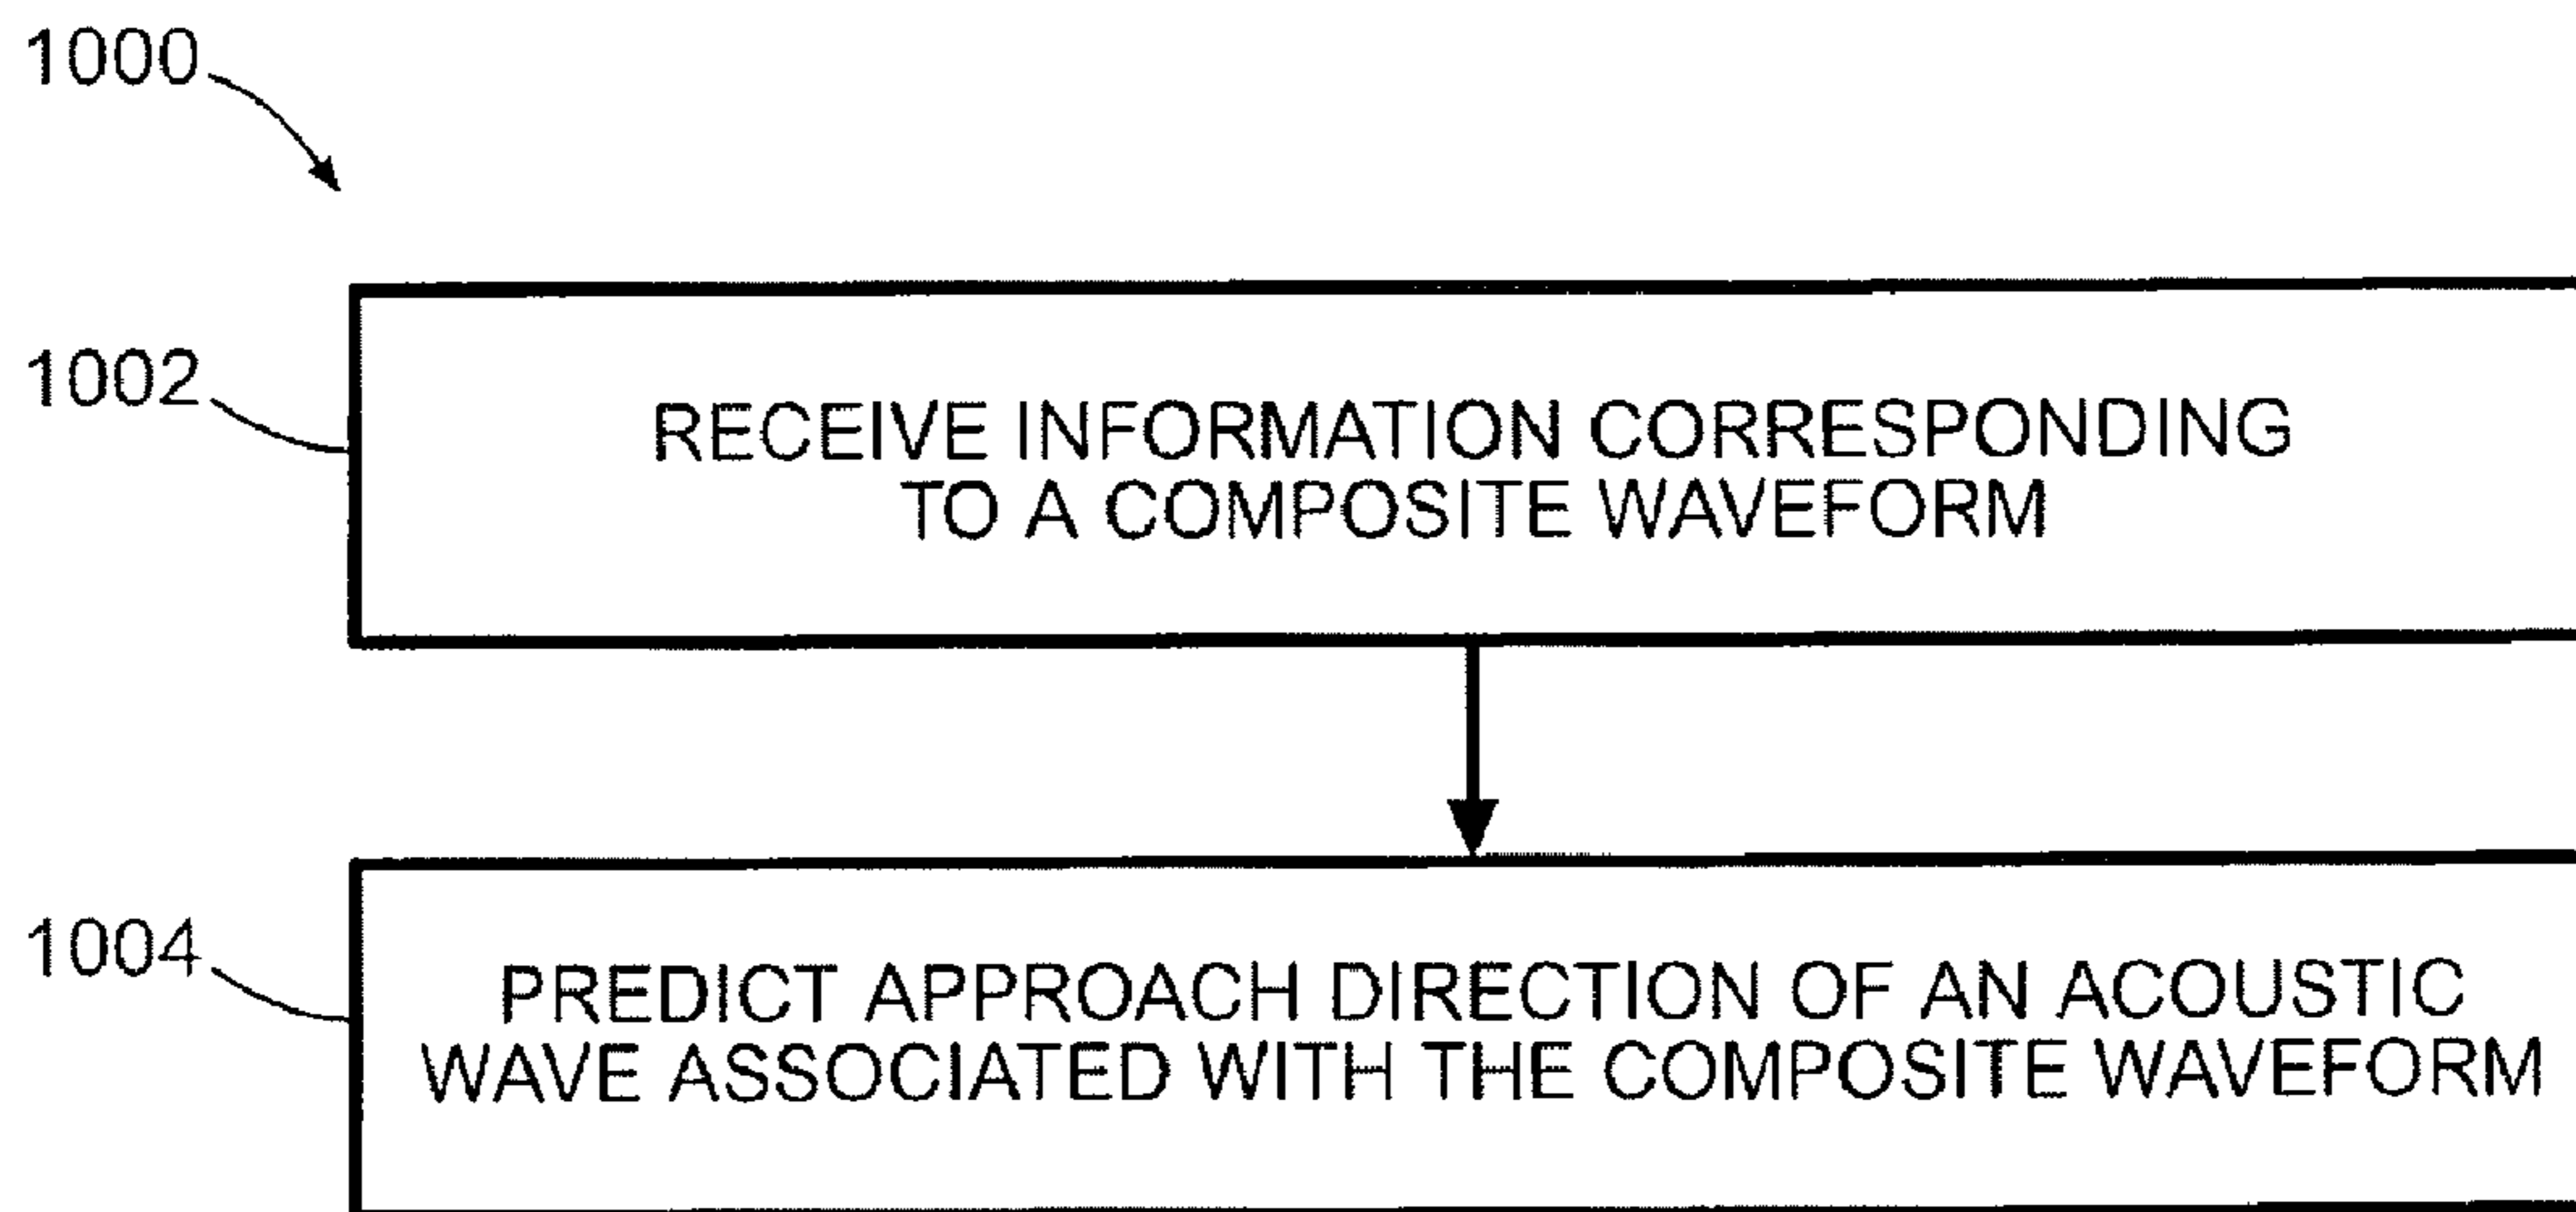 1000
1002
RECEIVE INFORMATION CORRESPONDING
TO A COMPOSITE WAVEFORM
1004
PREDICT APPROACH DIRECTION OF AN ACOUSTIC
WAVE ASSOCIATED WITH THE COMPOSITE WAVEFORM